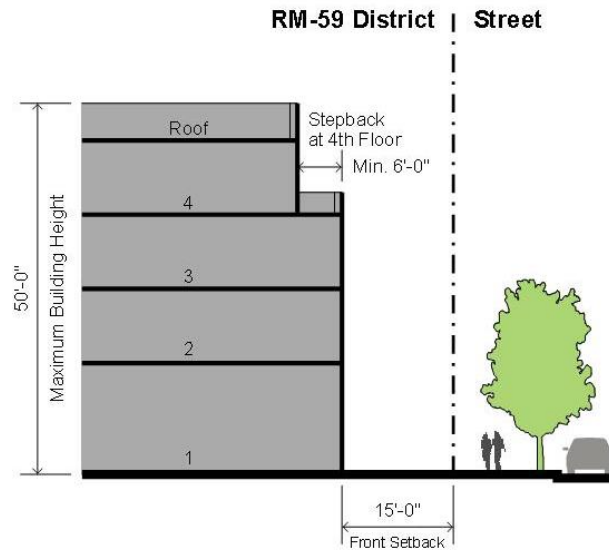 RM-59 District
Street
Roof
Stepback
at 4th Floor
Min. 6'-0"
4
3
2
1
50'-0"
Maximum Building Height
15'-0"
Front Setback